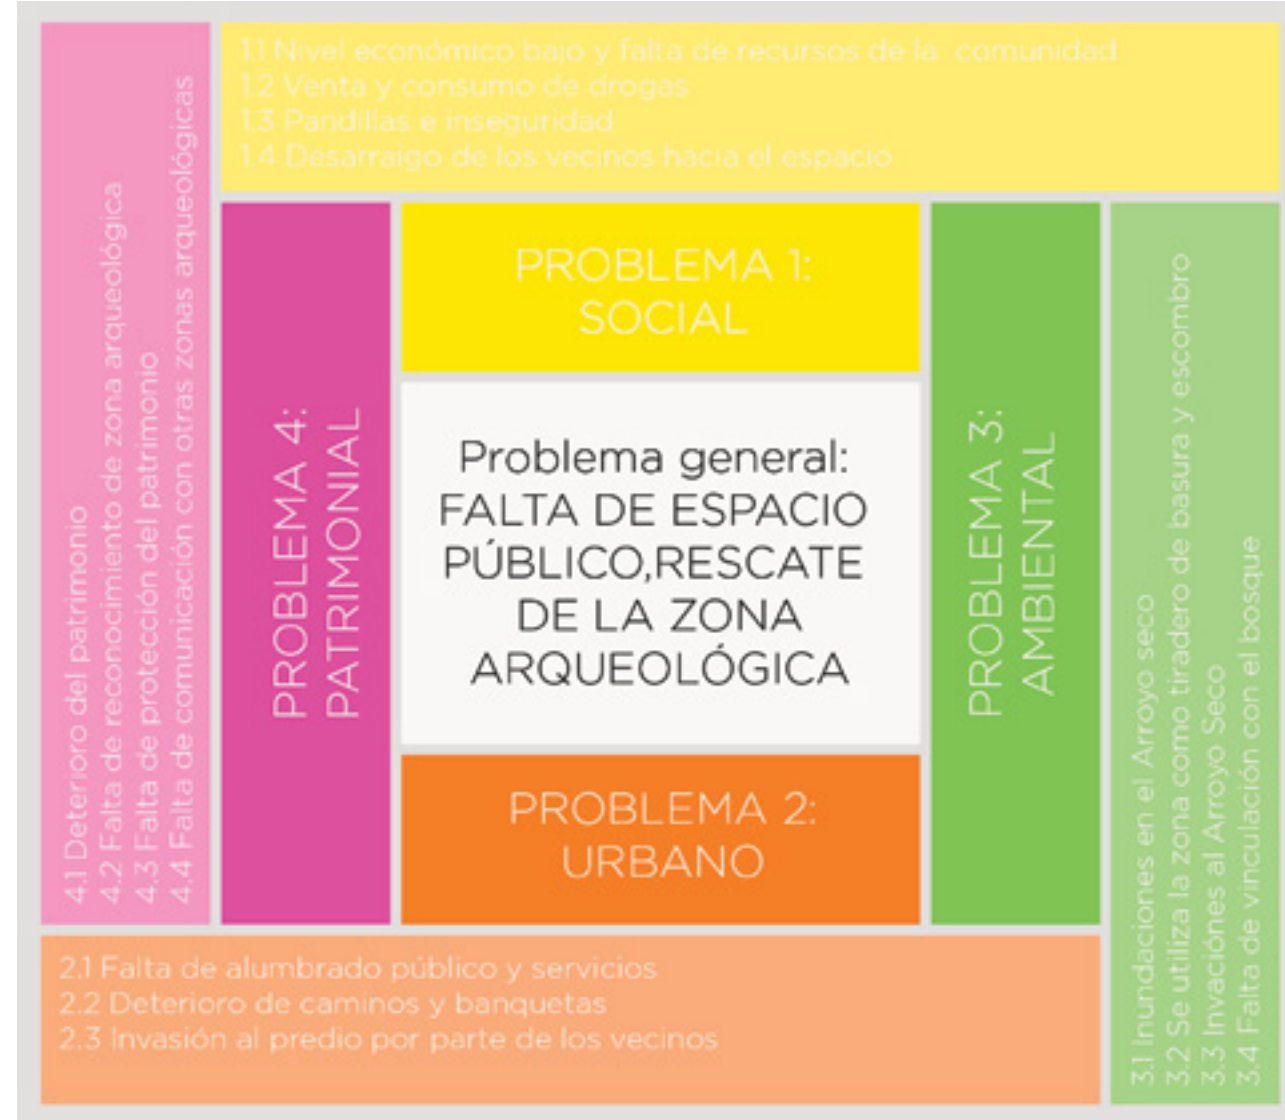 1.1 Nivel económico bajo y falta de recursos de la comunidad
1.2 Venta y consumo de drogas
1.3 Pandillas e inseguridad
1.4 Desarraigo de los vecinos hacia el espacio
PROBLEMA 1:
SOCIAL
Problema general:
FALTA DE ESPACIO
PÚBLICO,RESCATE
DE LA ZONA
ARQUEOLÓGICA
PROBLEMA 2:
URBANO
2.1 Falta de alumbrado público y servicios
2.2 Deterioro de caminos y banquetas
2.3 Invasión al predio por parte de los vecinos
PROBLEMA 3:
AMBIENTAL
3.1 Inundaciones en el Arroyo seco
3.2 Se utiliza la zona como tiradero de basura y escombro
3.3 Invaciónes al Arroyo Seco
3.4 Falta de vinculación con el bosque
PROBLEMA 4:
PATRIMONIAL
4.1 Deterioro del patrimonio
4.2 Falta de reconocimiento de zona arqueológica
4.3 Falta de protección del patrimonio
4.4 Falta de comunicación con otras zonas arqueológicas